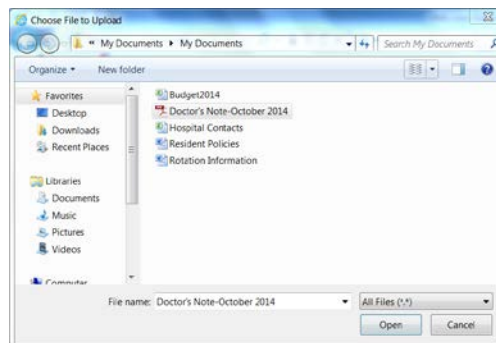 Choose File to Upload
« My Documents ▸ My Documents
Search My Documents
Organize
New folder
Favorites
Desktop
Downloads
Recent Places
Libraries
Documents
Music
Pictures
Videos
Computer
Budget2014
Doctor's Note-October 2014
Hospital Contacts
Resident Policies
Rotation Information
File name: Doctor's Note-October 2014
All Files (*.*)
Open
Cancel